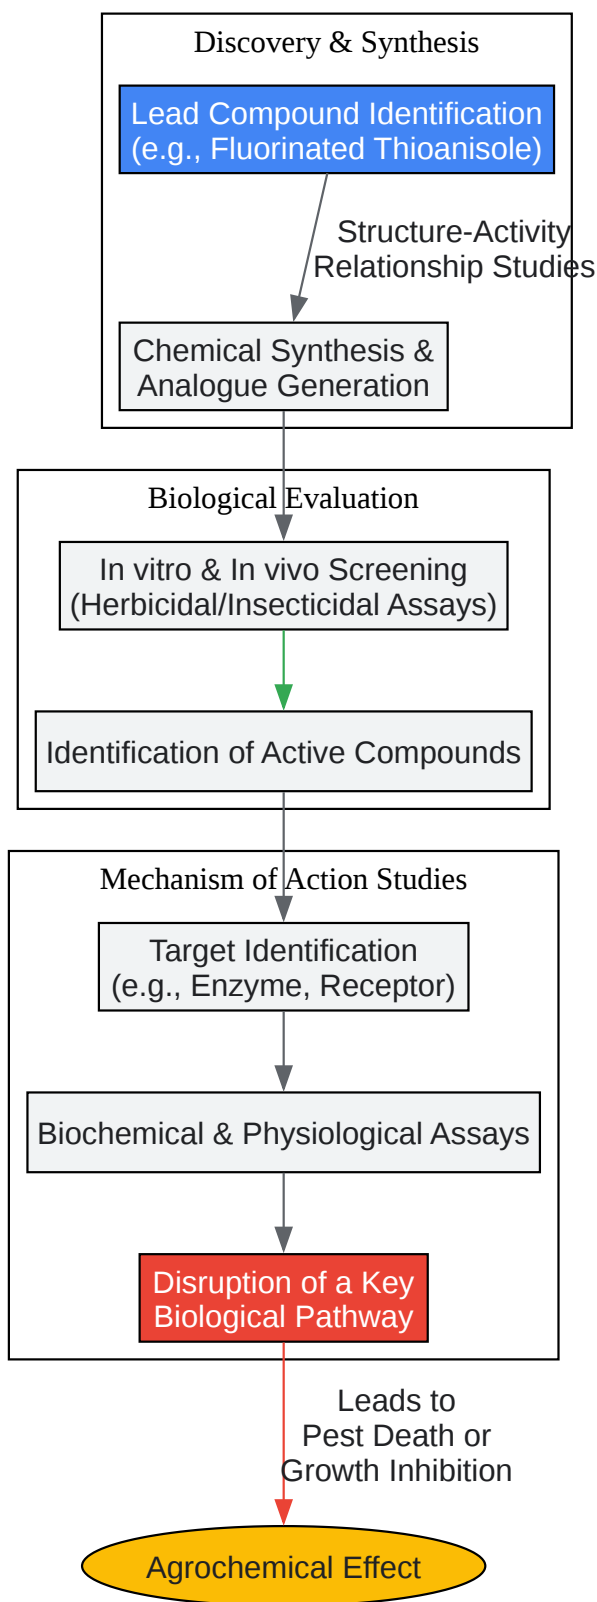 Discovery & Synthesis
Lead Compound Identification
(e.g., Fluorinated Thioanisole)
Structure-Activity
Relationship Studies
Chemical Synthesis &
Analogue Generation
Biological Evaluation
In vitro & In vivo Screening
(Herbicidal/Insecticidal Assays)
Identification of Active Compounds
Mechanism of Action Studies
Target Identification
(e.g., Enzyme, Receptor)
Biochemical & Physiological Assays
Disruption of a Key
Biological Pathway
Leads to
Pest Death or
Growth Inhibition
Agrochemical Effect